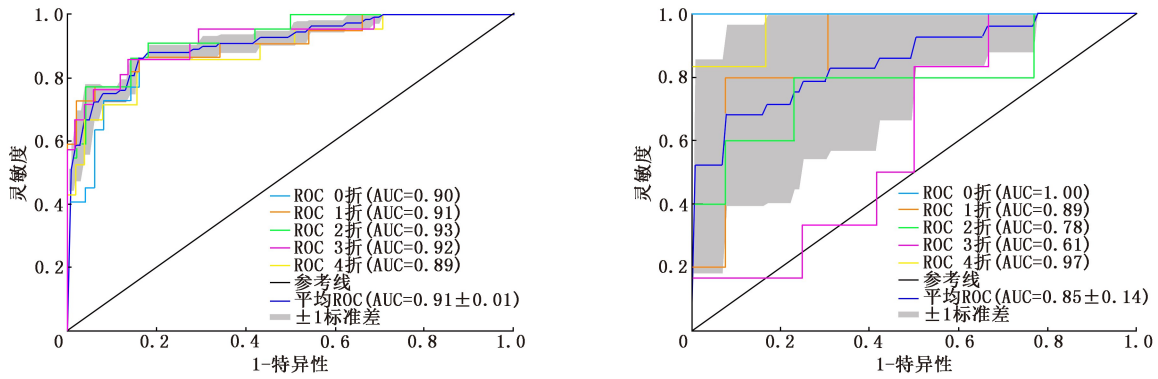 1.0
0.8
0.6
0.4
0.2
灵敏度
ROC 0折(AUC=0.90)
ROC 1折(AUC=0.91)
ROC 2折(AUC=0.93)
ROC 3折(AUC=0.92)
ROC 4折(AUC=0.89)
参考线
平均ROC(AUC=0.91±0.01)
±1标准差
0 0.2 0.4 0.6 0.8 1.0
1-特异性
1.0
0.8
0.6
0.4
0.2
灵敏度
ROC 0折(AUC=1.00)
ROC 1折(AUC=0.89)
ROC 2折(AUC=0.78)
ROC 3折(AUC=0.61)
ROC 4折(AUC=0.97)
参考线
平均ROC(AUC=0.85±0.14)
±1标准差
0 0.2 0.4 0.6 0.8 1.0
1-特异性